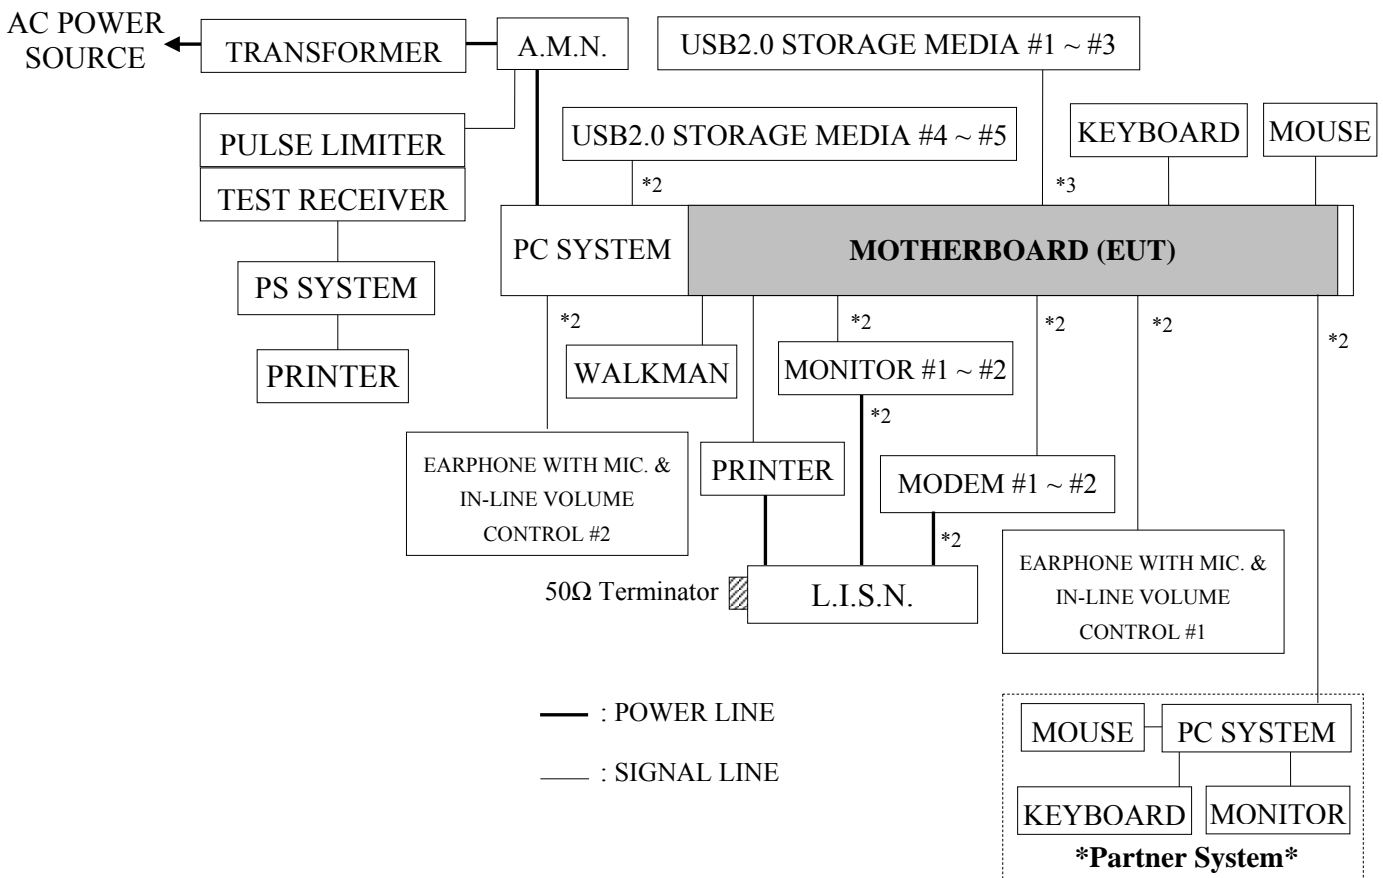 AC POWER
SOURCE
TRANSFORMER
A.M.N.
USB2.0 STORAGE MEDIA #1 ~ #3
PULSE LIMITER
USB2.0 STORAGE MEDIA #4 ~ #5
KEYBOARD
MOUSE
TEST RECEIVER
*2
*3
PC SYSTEM
MOTHERBOARD (EUT)
PS SYSTEM
*2
*2
*2
*2
*2
PRINTER
WALKMAN
MONITOR #1 ~ #2
*2
EARPHONE WITH MIC. &
IN-LINE VOLUME
CONTROL #2
PRINTER
MODEM #1 ~ #2
*2
50Ω Terminator
L.I.S.N.
EARPHONE WITH MIC. &
IN-LINE VOLUME
CONTROL #1
: POWER LINE
: SIGNAL LINE
MOUSE
PC SYSTEM
KEYBOARD
MONITOR
*Partner System*